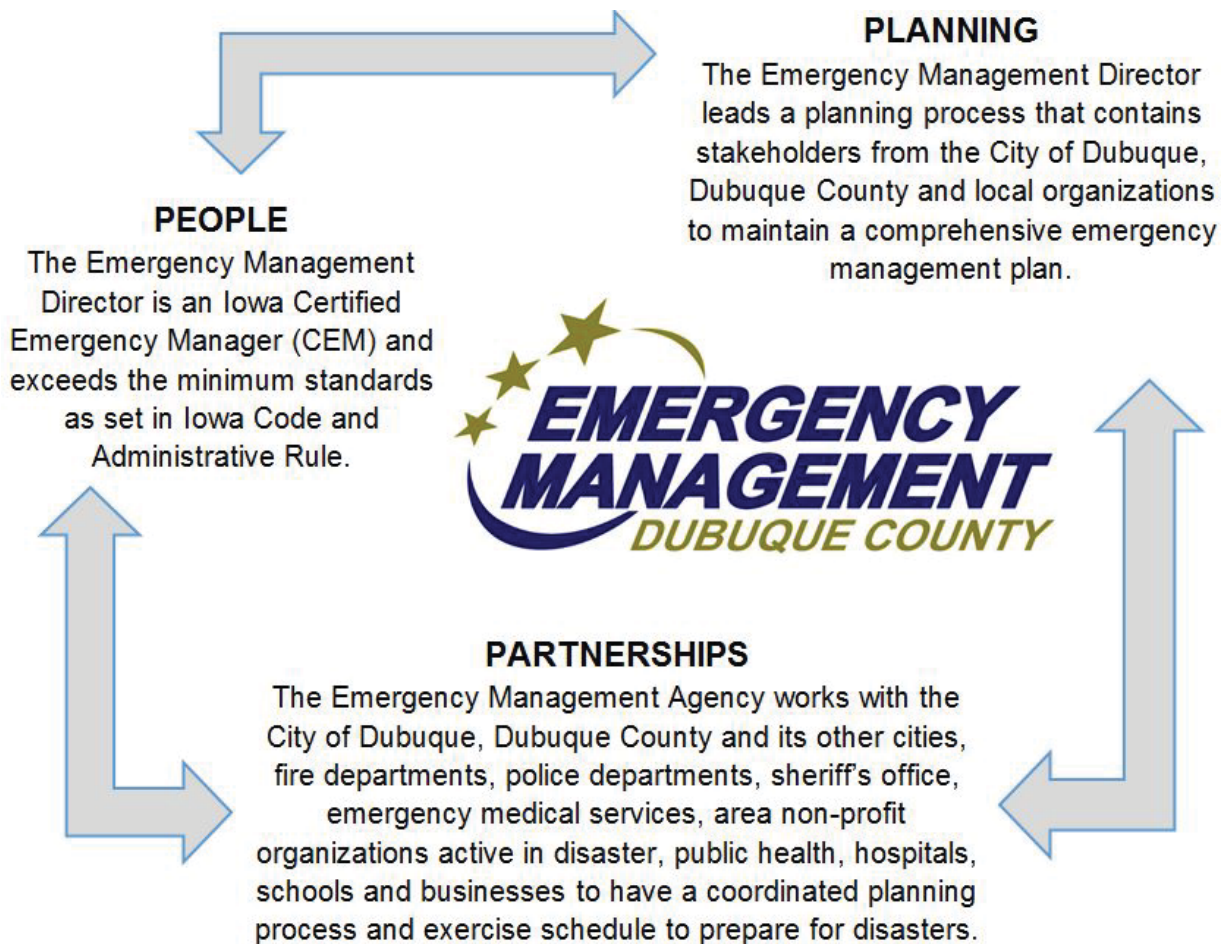 PLANNING
The Emergency Management Director
leads a planning process that contains
stakeholders from the City of Dubuque,
Dubuque County and local organizations
to maintain a comprehensive emergency
management plan.
PEOPLE
The Emergency Management
Director is an Iowa Certified
Emergency Manager (CEM) and
exceeds the minimum standards
as set in Iowa Code and
Administrative Rule.
EMERGENCY
MANAGEMENT
DUBUQUE COUNTY
PARTNERSHIPS
The Emergency Management Agency works with the
City of Dubuque, Dubuque County and its other cities,
fire departments, police departments, sheriff's office,
emergency medical services, area non-profit
organizations active in disaster, public health, hospitals,
schools and businesses to have a coordinated planning
process and exercise schedule to prepare for disasters.